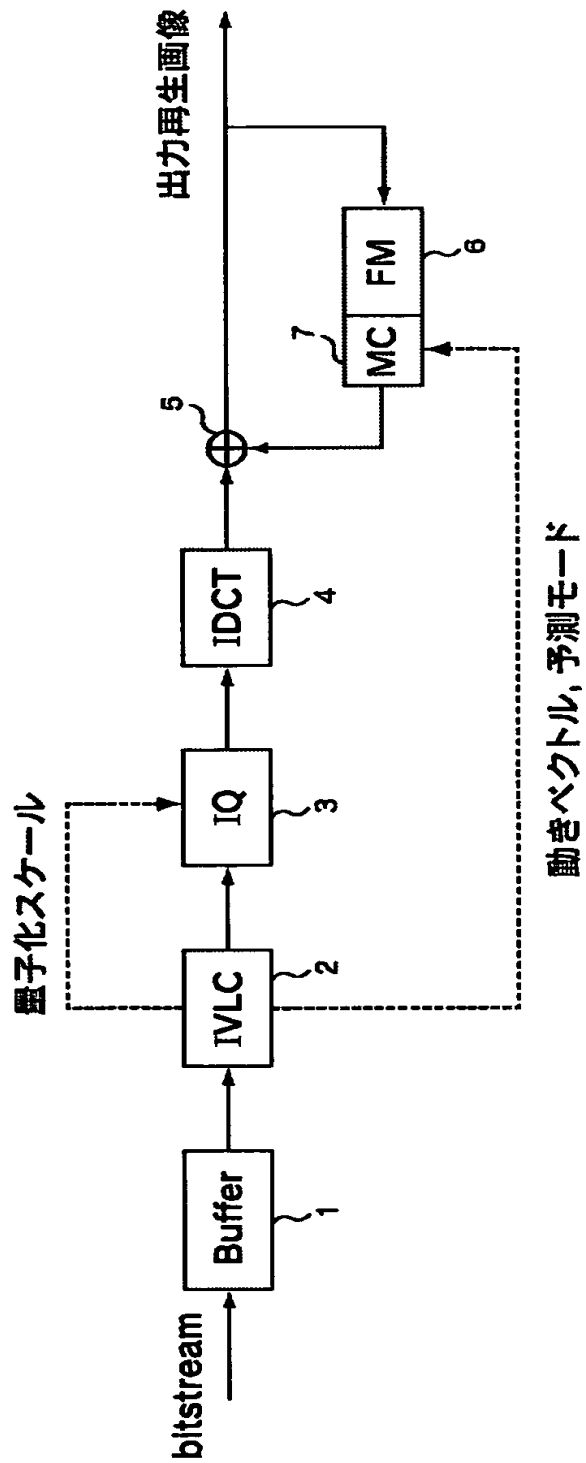 bitstream
Buffer
1
IVLC
2
量子化スケール
IQ
3
IDCT
4
5
出力再生画像
7
MC
FM
6
動きベクトル, 予測モード